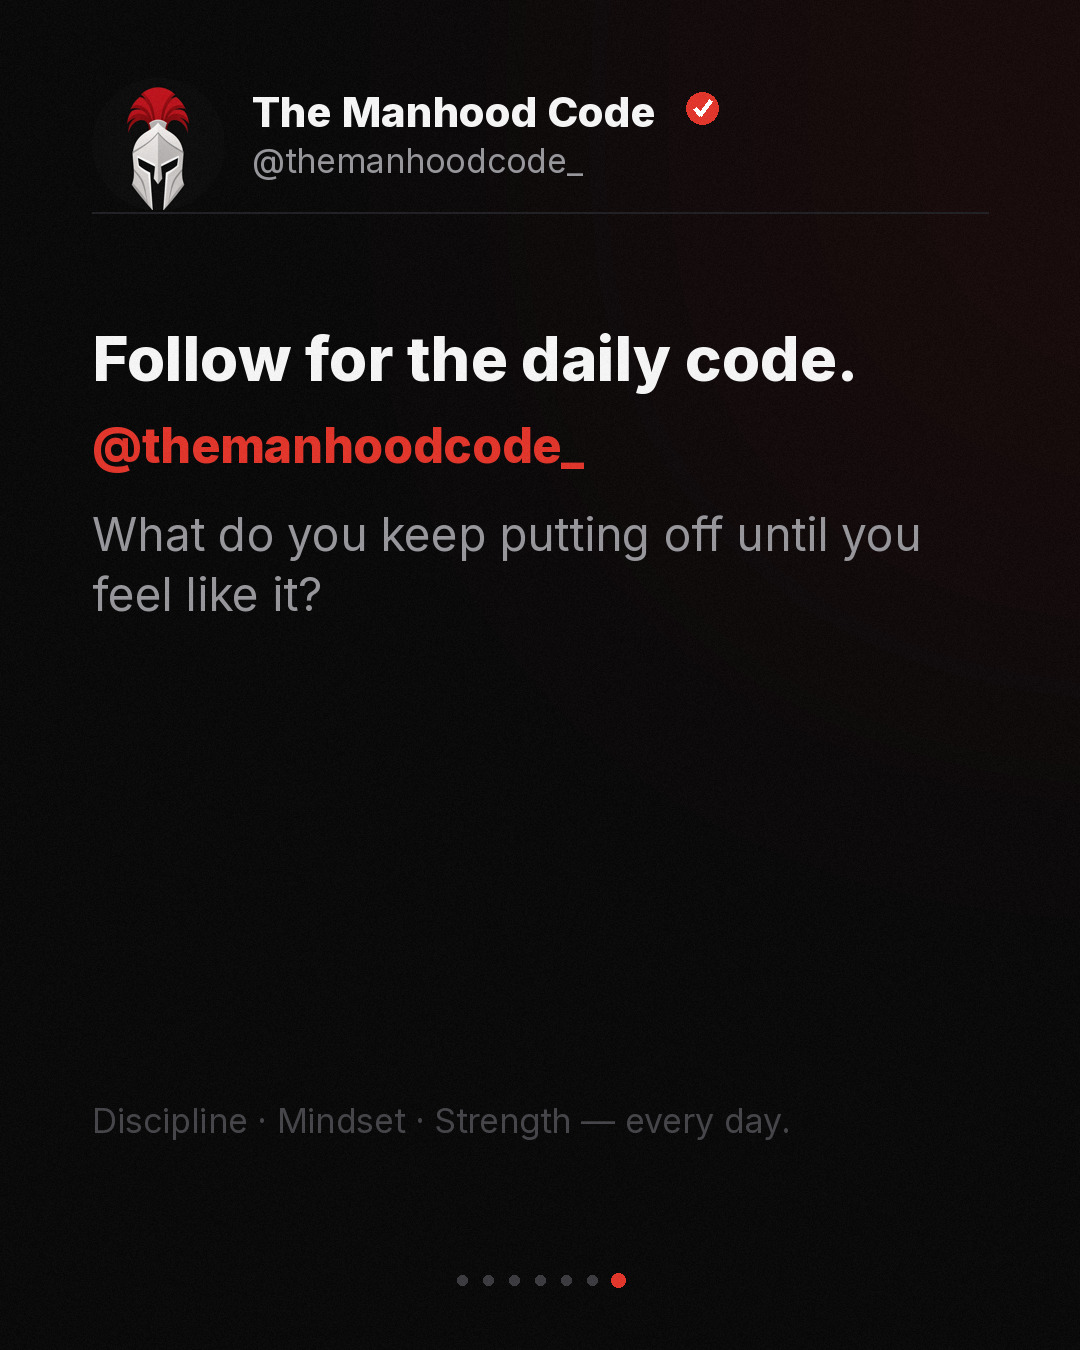 The Manhood Code
@themanhoodcode_
Follow for the daily code.
@themanhoodcode_
What do you keep putting off until you
feel like it?
Discipline · Mindset · Strength — every day.